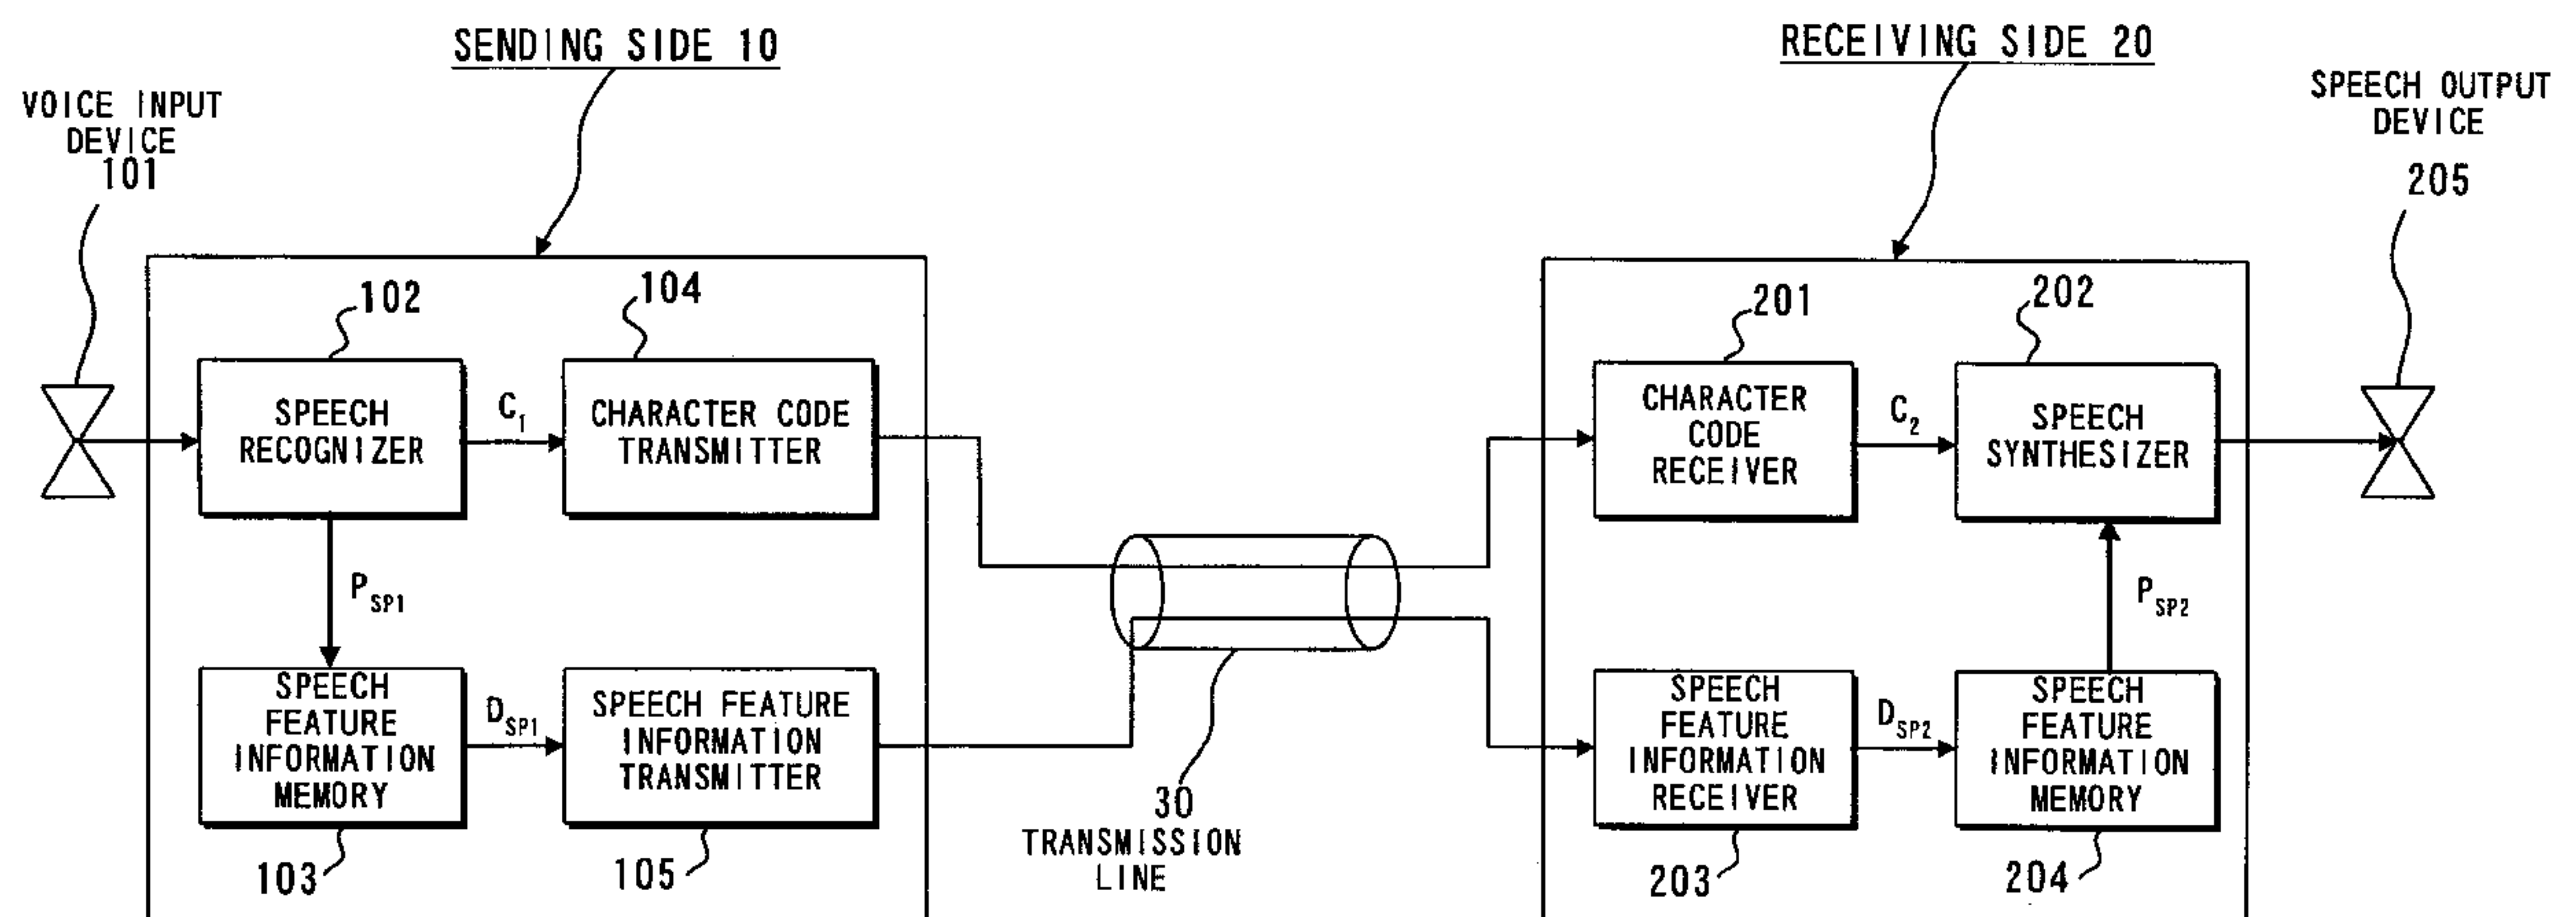 SENDING SIDE 10
RECEIVING SIDE 20
VOICE INPUT
DEVICE
101
SPEECH OUTPUT
DEVICE
205
102
104
201
202
SPEECH
RECOGNIZER
C1
CHARACTER CODE
TRANSMITTER
CHARACTER
CODE
RECEIVER
C2
SPEECH
SYNTHESIZER
PSP1
PSP2
SPEECH
FEATURE
INFORMATION
MEMORY
DSP1
SPEECH FEATURE
INFORMATION
TRANSMITTER
SPEECH
FEATURE
INFORMATION
RECEIVER
DSP2
SPEECH
FEATURE
INFORMATION
MEMORY
103
105
30
TRANSMISSION
LINE
203
204